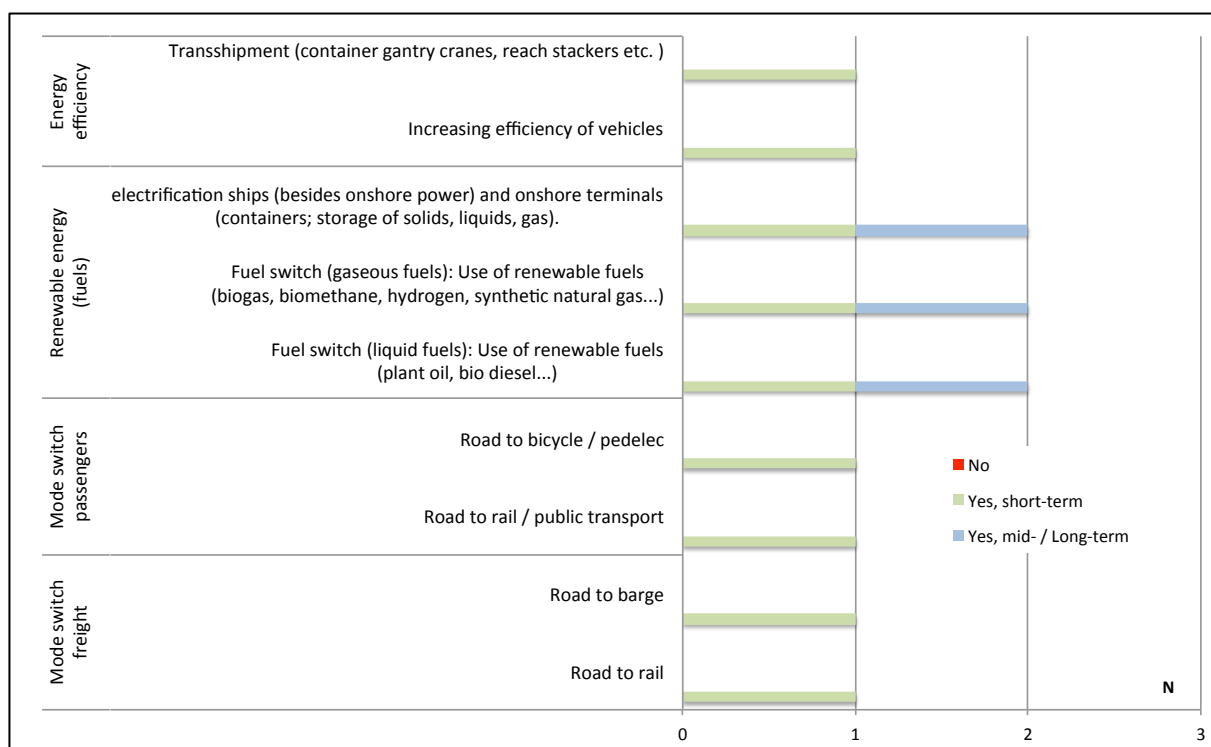 Energy
efficiency
Transshipment (container gantry cranes, reach stackers etc. )
Increasing efficiency of vehicles
Renewable energy
(fuels)
electrification ships (besides onshore power) and onshore terminals
(containers; storage of solids, liquids, gas).
Fuel switch (gaseous fuels): Use of renewable fuels
(biogas, biomethane, hydrogen, synthetic natural gas...)
Fuel switch (liquid fuels): Use of renewable fuels
(plant oil, bio diesel...)
Mode switch
passengers
Road to bicycle / pedelec
Road to rail / public transport
Mode switch
freight
Road to barge
Road to rail
No
Yes, short-term
Yes, mid- / Long-term
N
0 1 2 3